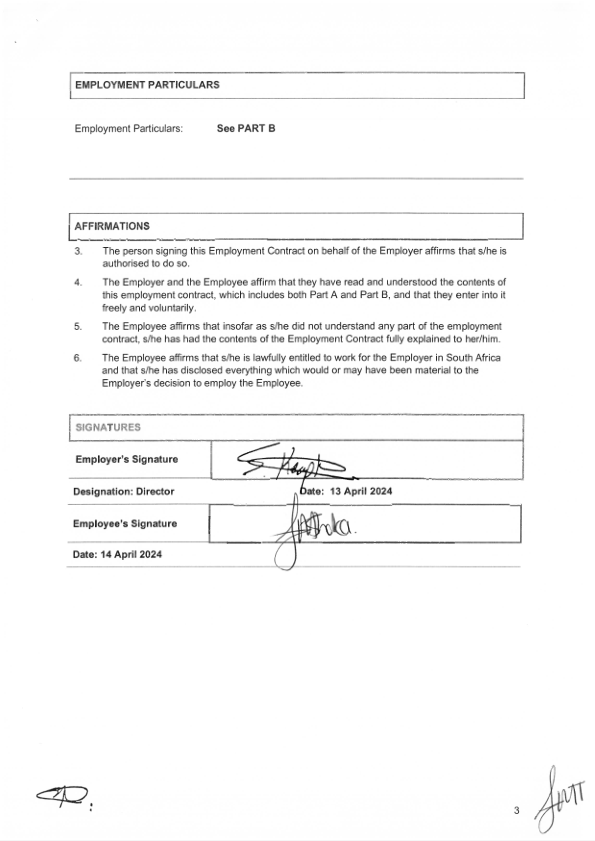 EMPLOYMENT PARTICULARS
Employment Particulars: See PART B
AFFIRMATIONS
3. The person signing this Employment Contract on behalf of the Employer affirms that s/he is
authorised to do so.
4. The Employer and the Employee affirm that they have read and understood the contents of
this employment contract, which includes both Part A and Part B, and that they enter into it
freely and voluntarily.
5. The Employee affirms that insofar as s/he did not understand any part of the employment
contract, s/he has had the contents of the Employment Contract fully explained to her/him.
6. The Employee affirms that s/he is lawfully entitled to work for the Employer in South Africa
and that s/he has disclosed everything which would or may have been material to the
Employer's decision to employ the Employee.
SIGNATURES
Employer's Signature
Designation: Director Date: 13 April 2024
Employee's Signature
Date: 14 April 2024
3